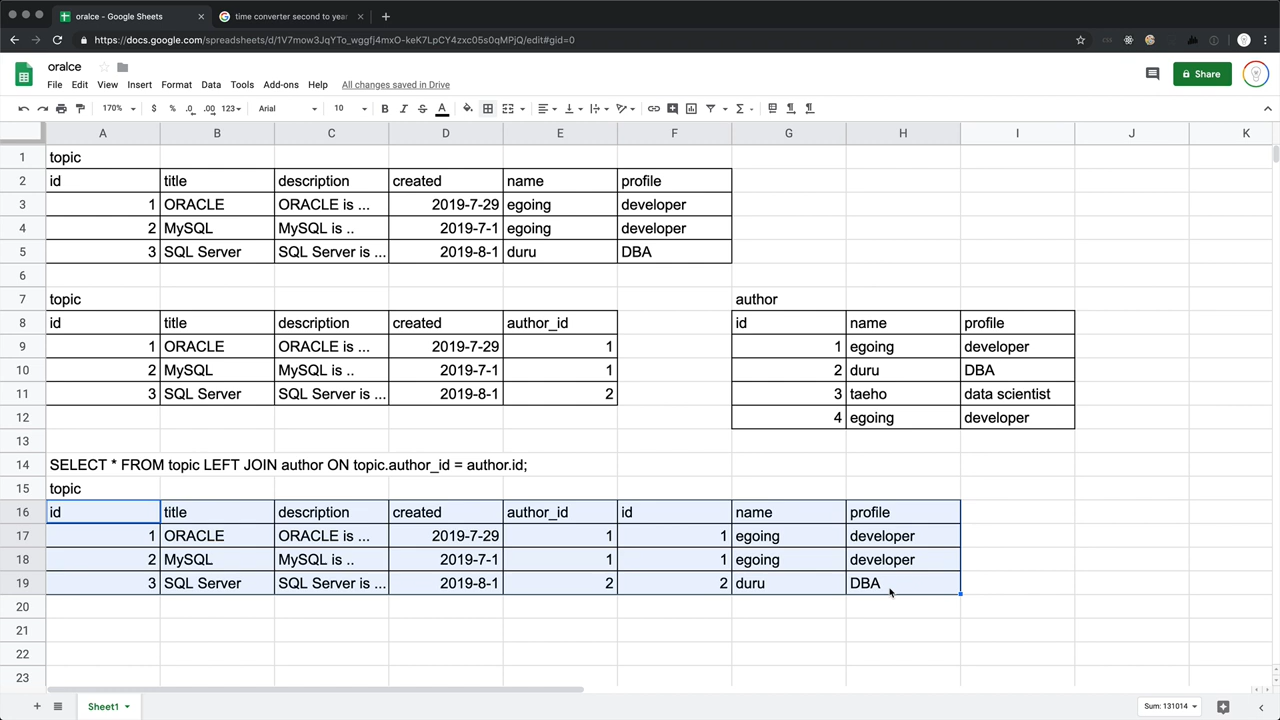 oralce - Google Sheets
time converter second to year
https://docs.google.com/spreadsheets/d/1V7mow3JqYTo_wggfj4mxO-keK7LpCY4zxc05s0qMPjQ/edit#gid=0
oralce
File Edit View Insert Format Data Tools Add-ons Help All changes saved in Drive
Share
170% $ % .0 .00 123 Arial 10 B I S A
A B C D E F G H I J K
1 topic
2 id title description created name profile
3 1 ORACLE ORACLE is ... 2019-7-29 egoing developer
4 2 MySQL MySQL is .. 2019-7-1 egoing developer
5 3 SQL Server SQL Server is ... 2019-8-1 duru DBA
6
7 topic author
8 id title description created author_id id name profile
9 1 ORACLE ORACLE is ... 2019-7-29 1 1 egoing developer
10 2 MySQL MySQL is .. 2019-7-1 1 2 duru DBA
11 3 SQL Server SQL Server is ... 2019-8-1 2 3 taeho data scientist
12 4 egoing developer
13
14 SELECT * FROM topic LEFT JOIN author ON topic.author_id = author.id;
15 topic
16 id title description created author_id id name profile
17 1 ORACLE ORACLE is ... 2019-7-29 1 1 egoing developer
18 2 MySQL MySQL is .. 2019-7-1 1 1 egoing developer
19 3 SQL Server SQL Server is ... 2019-8-1 2 2 duru DBA
20
21
22
23
Sheet1
Sum: 131014